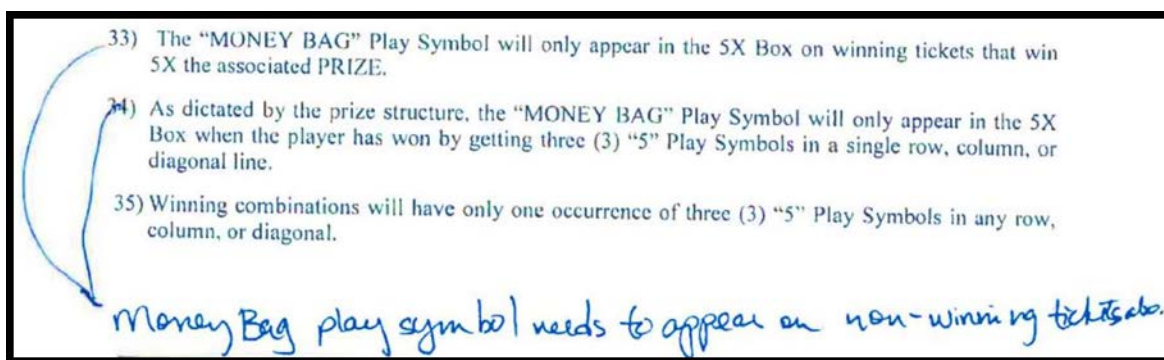 33) The “MONEY BAG” Play Symbol will only appear in the 5X Box on winning tickets that win
5X the associated PRIZE.
34) As dictated by the prize structure, the “MONEY BAG” Play Symbol will only appear in the 5X
Box when the player has won by getting three (3) “5” Play Symbols in a single row, column, or
diagonal line.
35) Winning combinations will have only one occurrence of three (3) “5” Play Symbols in any row,
column, or diagonal.
Money Bag play symbol needs to appear on non-winning tickets also.